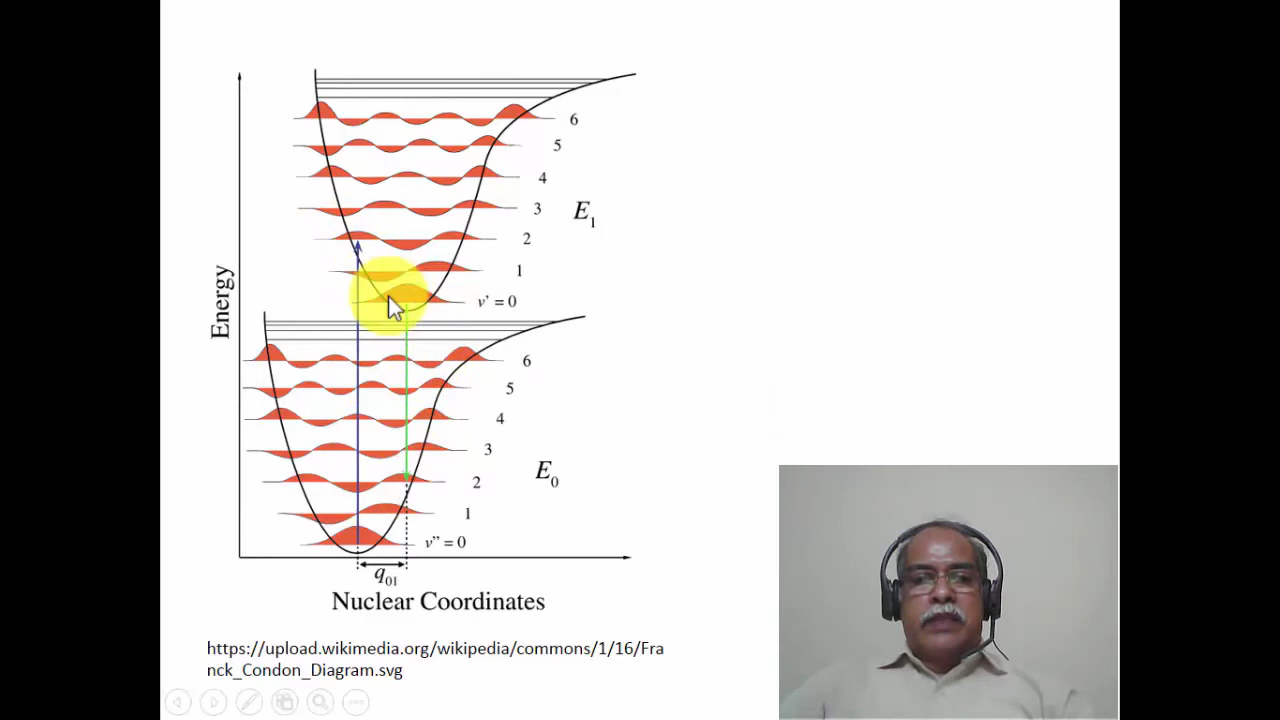 6
5
4
3
E₁
2
1
v' = 0
Energy
6
5
4
3
E₀
2
1
v'' = 0
q₀₁
Nuclear Coordinates
https://upload.wikimedia.org/wikipedia/commons/1/16/Fra
nck_Condon_Diagram.svg